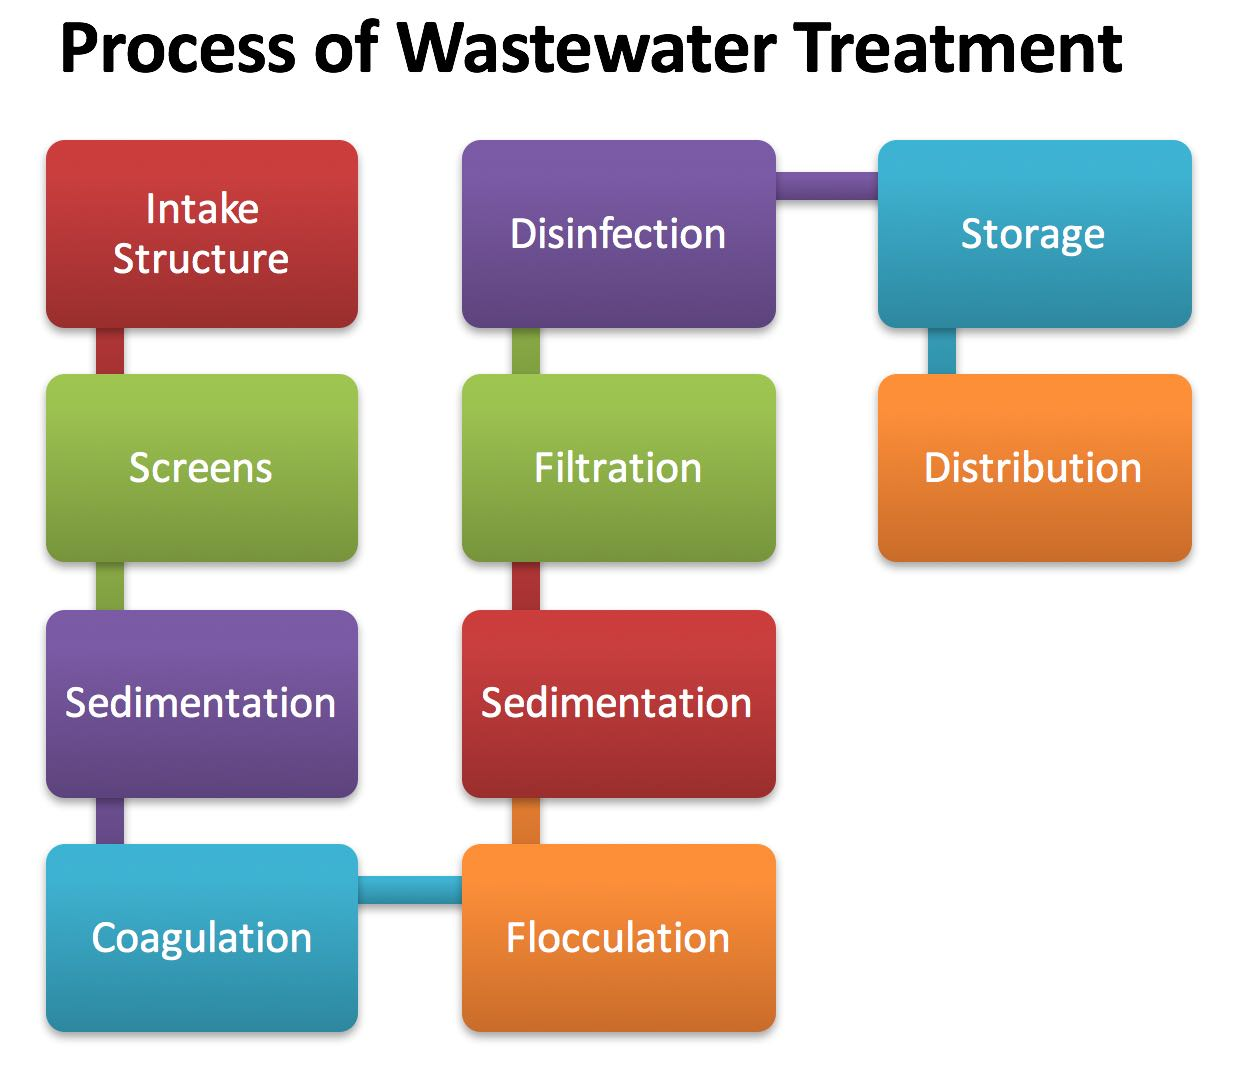 Process of Wastewater Treatment
Intake
Structure
Screens
Sedimentation
Coagulation
Flocculation
Sedimentation
Filtration
Disinfection
Storage
Distribution